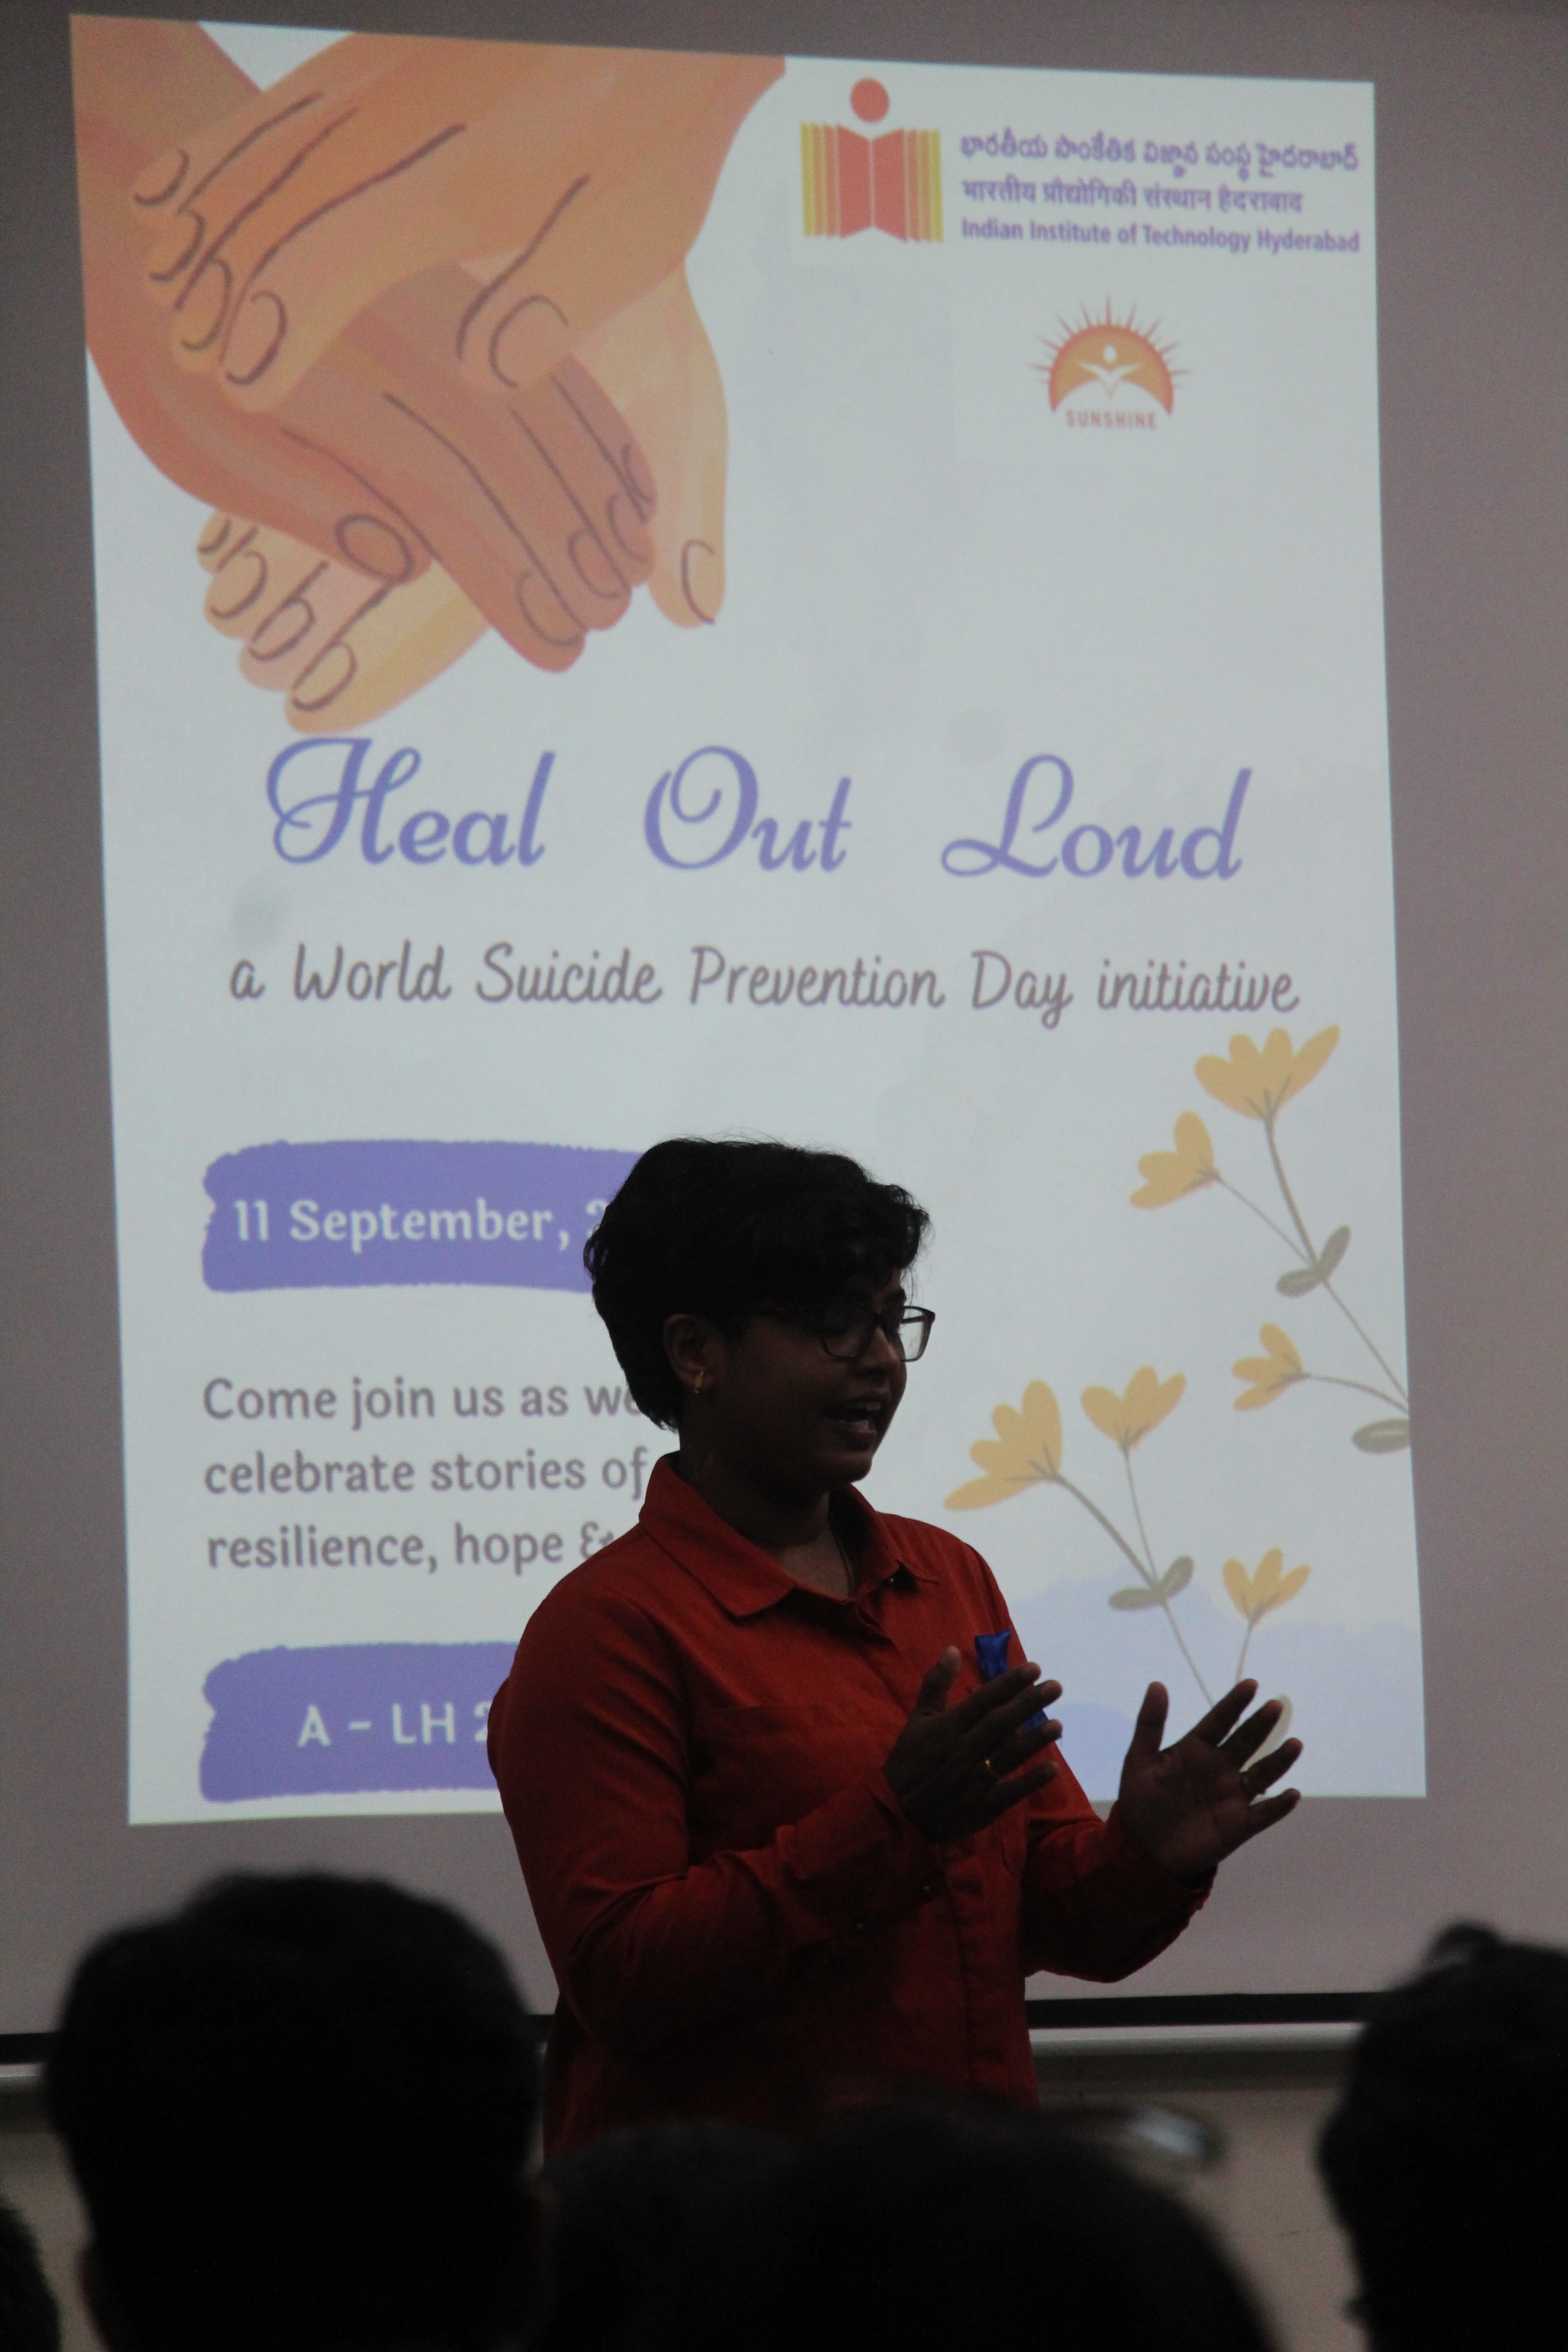 భారతీయ సాంకేతిక విజ్ఞాన సంస్థ హైదరాబాద్
भारतीय प्रौद्योगिकी संस्थान हैदराबाद
Indian Institute of Technology Hyderabad
SUNSHINE
Heal Out Loud
a World Suicide Prevention Day initiative
11 September,
Come join us as we
celebrate stories of
resilience, hope &
A - LH